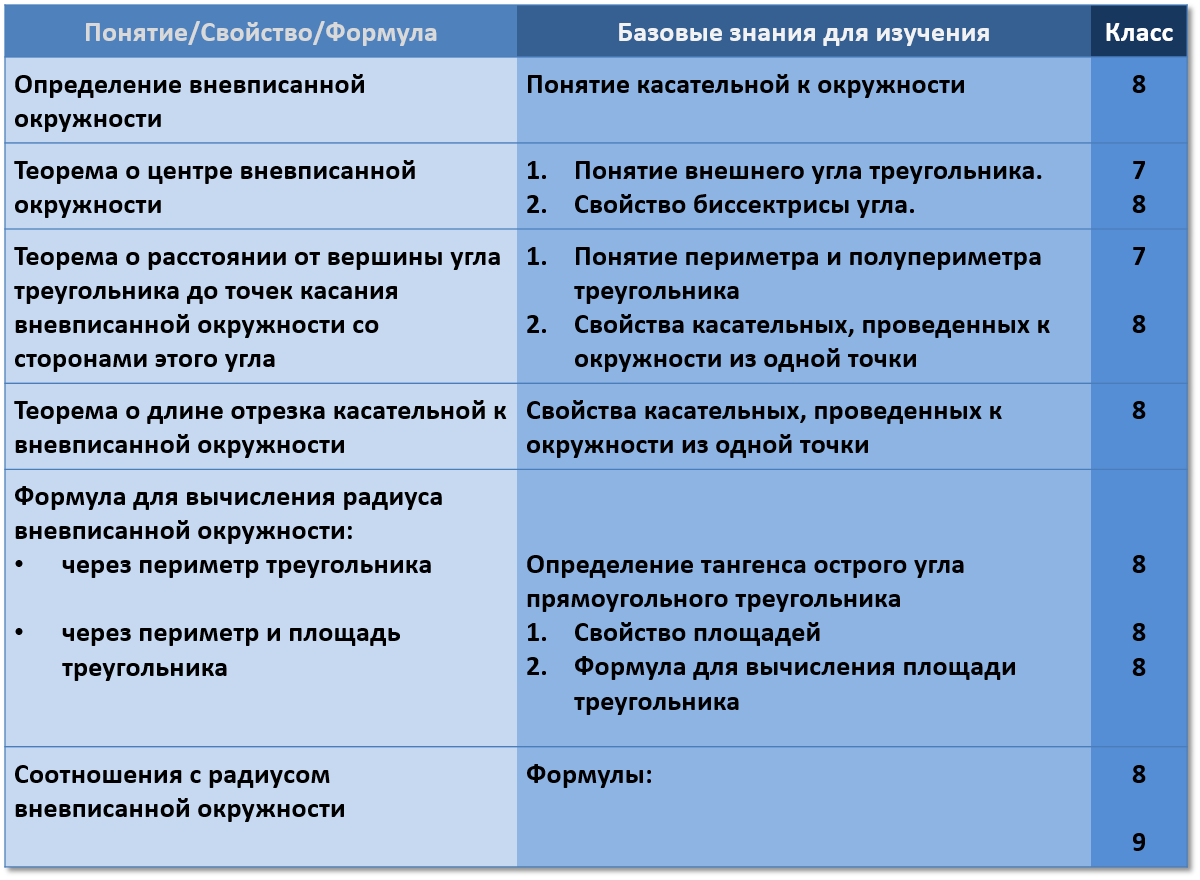 Понятие/Свойство/Формула Базовые знания для изучения Класс
Определение вневписанной Понятие касательной к окружности 8
окружности
Теорема о центре вневписанной 1. Понятие внешнего угла треугольника. 7
окружности 2. Свойство биссектрисы угла. 8
Теорема о расстоянии от вершины угла 1. Понятие периметра и полупериметра 7
треугольника до точек касания треугольника
вневписанной окружности со 2. Свойства касательных, проведенных к 8
сторонами этого угла окружности из одной точки
Теорема о длине отрезка касательной к Свойства касательных, проведенных к 8
вневписанной окружности окружности из одной точки
Формула для вычисления радиуса
вневписанной окружности:
• через периметр треугольника Определение тангенса острого угла 8
прямоугольного треугольника
• через периметр и площадь 1. Свойство площадей 8
треугольника 2. Формула для вычисления площади 8
треугольника
Соотношения с радиусом Формулы: 8
вневписанной окружности
9